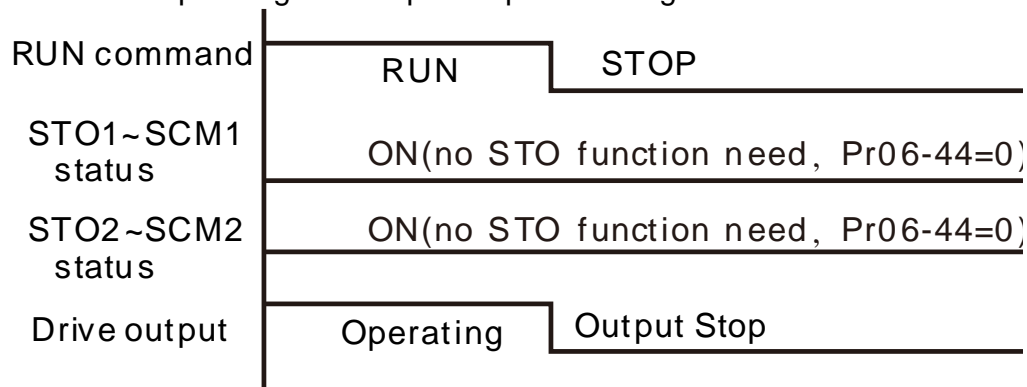 RUN command
RUN
STOP
STO1~SCM1
status
ON(no STO function need, Pr06-44=0)
STO2~SCM2
status
ON(no STO function need, Pr06-44=0)
Drive output
Operating
Output Stop